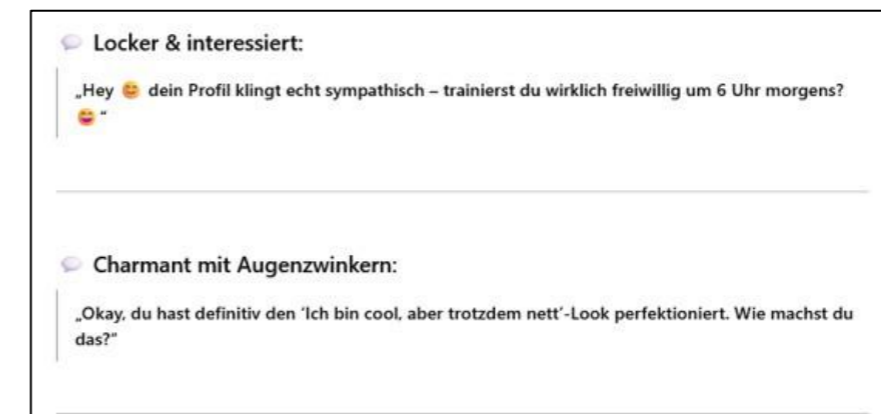 💬 Locker & interessiert:
„Hey 😄 dein Profil klingt echt sympathisch – trainierst du wirklich freiwillig um 6 Uhr morgens?
😂 “
💬 Charmant mit Augenzwinkern:
„Okay, du hast definitiv den ‘Ich bin cool, aber trotzdem nett’-Look perfektioniert. Wie machst du
das?“